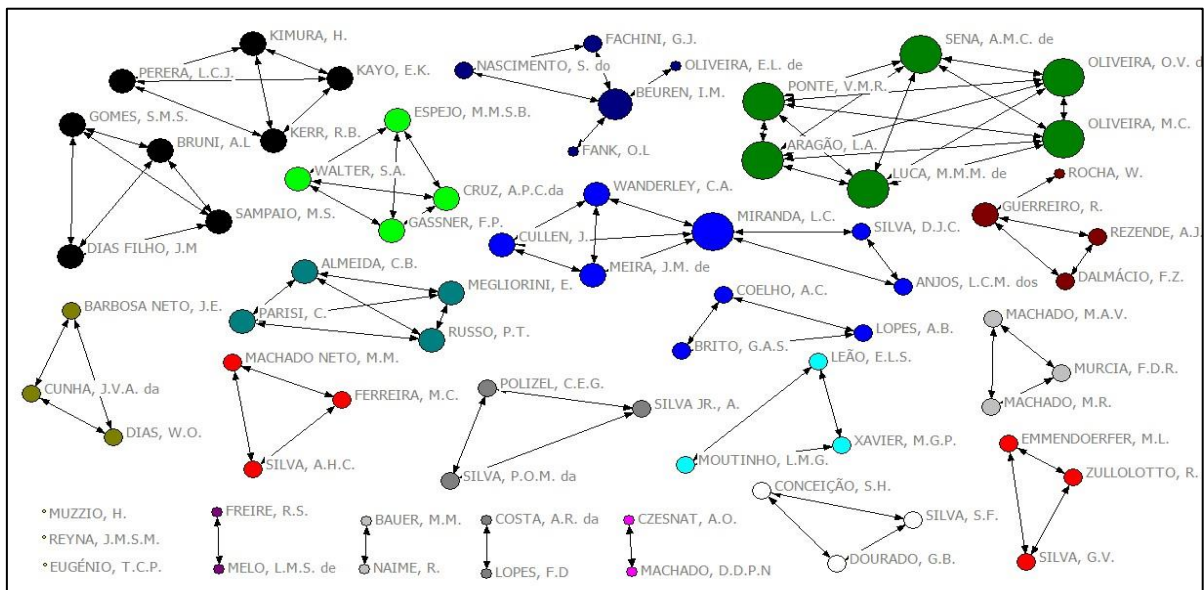 KIMURA, H.
PERERA, L.C.J.
KAYO, E.K.
KERR, R.B.
GOMES, S.M.S.
BRUNI, A.L
SAMPAIO, M.S.
DIAS FILHO, J.M
ESPEJO, M.M.S.B.
WALTER, S.A.
CRUZ, A.P.C.da
GASSNER, F.P.
FACHINI, G.J.
NASCIMENTO, S. do
OLIVEIRA, E.L. de
BEUREN, I.M.
FANK, O.L
SENA, A.M.C. de
PONTE, V.M.R.
OLIVEIRA, O.V. d
OLIVEIRA, M.C.
ARAGÃO, L.A.
LUCA, M.M.M. de
WANDERLEY, C.A.
MIRANDA, L.C.
CULLEN, J.
MEIRA, J.M. de
SILVA, D.J.C.
ANJOS, L.C.M. dos
ROCHA, W.
GUERREIRO, R.
REZENDE, A.J.
DALMÁCIO, F.Z.
ALMEIDA, C.B.
MEGLIORINI, E.
PARISI, C.
RUSSO, P.T.
COELHO, A.C.
LOPES, A.B.
BRITO, G.A.S.
BARBOSA NETO, J.E.
CUNHA, J.V.A. da
DIAS, W.O.
MACHADO NETO, M.M.
FERREIRA, M.C.
SILVA, A.H.C.
POLIZEL, C.E.G.
SILVA JR., A.
SILVA, P.O.M. da
LEÃO, E.L.S.
XAVIER, M.G.P.
MOUTINHO, L.M.G.
MACHADO, M.A.V.
MURCIA, F.D.R.
MACHADO, M.R.
EMMENDOERFER, M.L.
ZULLOLOTTO, R.
SILVA, G.V.
CONCEIÇÃO, S.H.
SILVA, S.F.
DOURADO, G.B.
MUZZIO, H.
REYNA, J.M.S.M.
EUGÉNIO, T.C.P.
FREIRE, R.S.
MELO, L.M.S. de
BAUER, M.M.
NAIME, R.
COSTA, A.R. da
LOPES, F.D
CZESNAT, A.O.
MACHADO, D.D.P.N